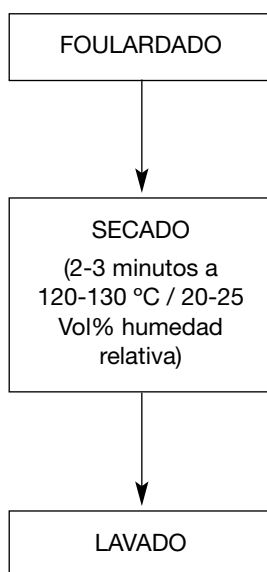 FOULARDADO
SECADO
(2-3 minutos a
120-130 ºC / 20-25
Vol% humedad
relativa)
LAVADO